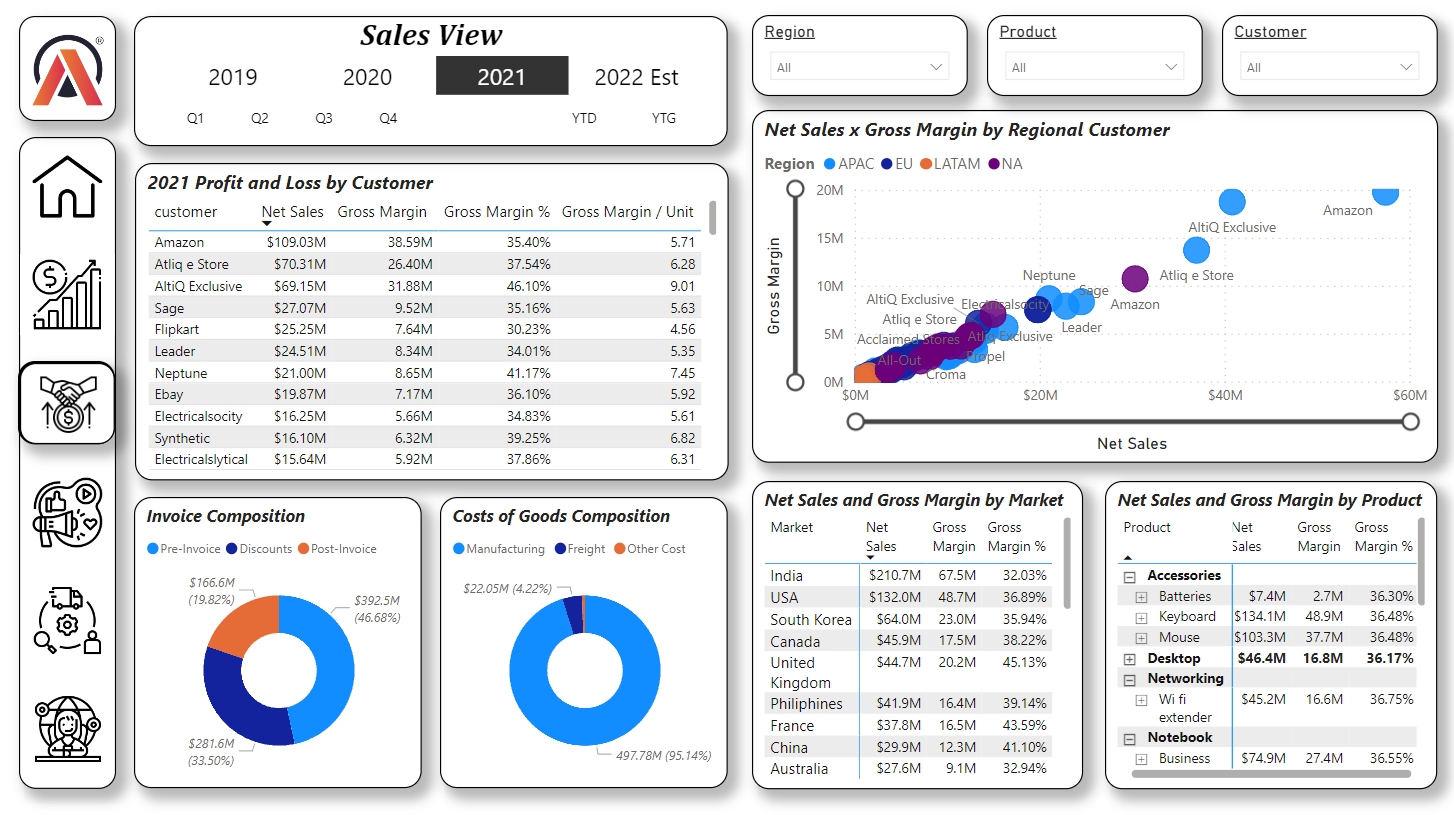 ®
Sales View
2019 2020 2021 2022 Est
Q1 Q2 Q3 Q4 YTD YTG
Region
All
Product
All
Customer
All
2021 Profit and Loss by Customer
customer Net Sales Gross Margin Gross Margin % Gross Margin / Unit
Amazon $109.03M 38.59M 35.40% 5.71
Atliq e Store $70.31M 26.40M 37.54% 6.28
AltiQ Exclusive $69.15M 31.88M 46.10% 9.01
Sage $27.07M 9.52M 35.16% 5.63
Flipkart $25.25M 7.64M 30.23% 4.56
Leader $24.51M 8.34M 34.01% 5.35
Neptune $21.00M 8.65M 41.17% 7.45
Ebay $19.87M 7.17M 36.10% 5.92
Electricalsocity $16.25M 5.66M 34.83% 5.61
Synthetic $16.10M 6.32M 39.25% 6.82
Electricalslytical $15.64M 5.92M 37.86% 6.31
Net Sales x Gross Margin by Regional Customer
Region APAC EU LATAM NA
Gross Margin
20M
15M
10M
5M
0M
Amazon
AltiQ Exclusive
Atliq e Store
Neptune
Sage
Amazon
AltiQ Exclusive
Electricalsocity
Atliq e Store
Leader
Acclaimed Stores
Atliq Exclusive
All-Out
Propel
Croma
$0M $20M $40M $60M
Net Sales
Invoice Composition
Pre-Invoice Discounts Post-Invoice
$166.6M
(19.82%)
$392.5M
(46.68%)
$281.6M
(33.50%)
Costs of Goods Composition
Manufacturing Freight Other Cost
$22.05M (4.22%)
497.78M (95.14%)
Net Sales and Gross Margin by Market
Market Net Sales Gross Margin Gross Margin %
India $210.7M 67.5M 32.03%
USA $132.0M 48.7M 36.89%
South Korea $64.0M 23.0M 35.94%
Canada $45.9M 17.5M 38.22%
United $44.7M 20.2M 45.13%
Kingdom
Philiphines $41.9M 16.4M 39.14%
France $37.8M 16.5M 43.59%
China $29.9M 12.3M 41.10%
Australia $27.6M 9.1M 32.94%
Net Sales and Gross Margin by Product
Product Net Sales Gross Margin Gross Margin %
Accessories
Batteries $7.4M 2.7M 36.30%
Keyboard $134.1M 48.9M 36.48%
Mouse $103.3M 37.7M 36.48%
Desktop $46.4M 16.8M 36.17%
Networking
Wi fi $45.2M 16.6M 36.75%
extender
Notebook
Business $74.9M 27.4M 36.55%